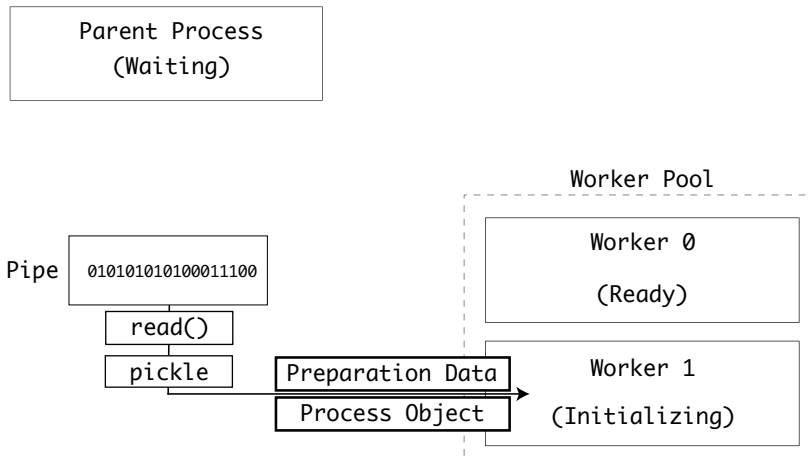 Parent Process
(Waiting)
Worker Pool
Worker 0
(Ready)
Pipe
010101010100011100
read()
pickle
Preparation Data
Process Object
Worker 1
(Initializing)